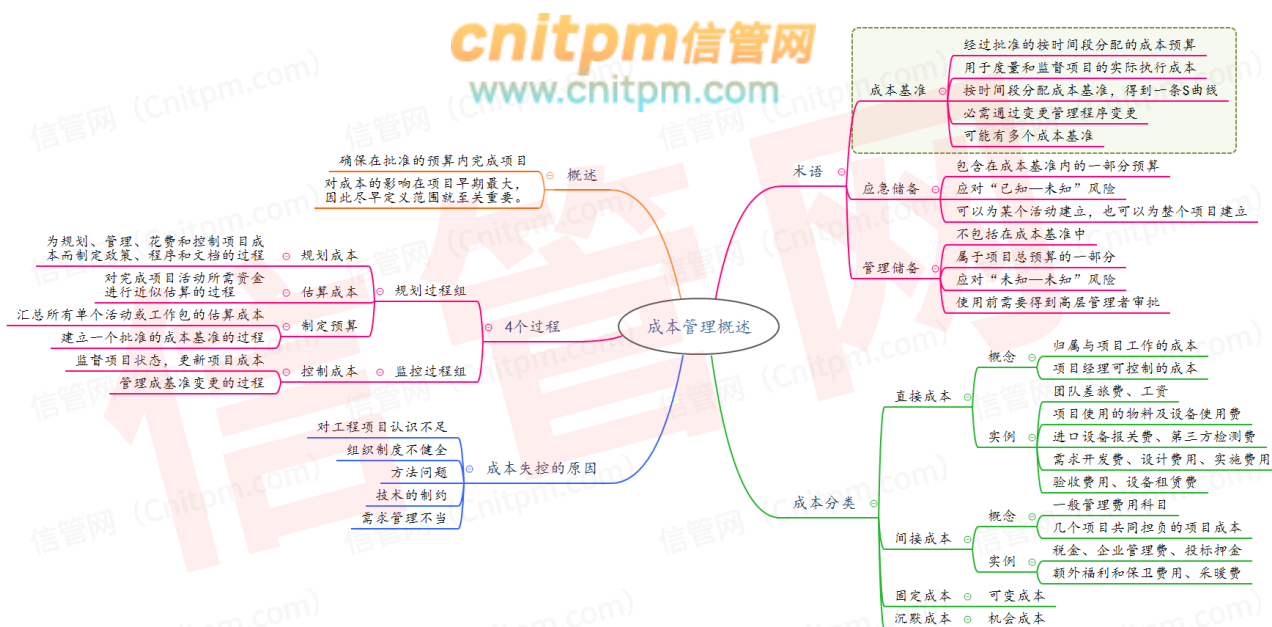 cnitpm信管网
www.cnitpm.com
成本管理概述
概述
确保在批准的预算内完成项目
对成本的影响在项目早期最大,
因此尽早定义范围就至关重要。
4个过程
规划过程组
规划成本
为规划、管理、花费和控制项目成
本而制定政策、程序和文档的过程
估算成本
对完成项目活动所需资金
进行近似估算的过程
制定预算
汇总所有单个活动或工作包的估算成本
建立一个批准的成本基准的过程
监控过程组
控制成本
监督项目状态,更新项目成本
管理成基准变更的过程
成本失控的原因
对工程项目认识不足
组织制度不健全
方法问题
技术的制约
需求管理不当
术语
成本基准
经过批准的按时间段分配的成本预算
用于度量和监督项目的实际执行成本
按时间段分配成本基准,得到一条S曲线
必需通过变更管理程序变更
可能有多个成本基准
应急储备
包含在成本基准内的一部分预算
应对“已知—未知”风险
可以为某个活动建立,也可以为整个项目建立
管理储备
不包括在成本基准中
属于项目总预算的一部分
应对“未知—未知”风险
使用前需要得到高层管理者审批
成本分类
直接成本
概念
归属与项目工作的成本
项目经理可控制的成本
实例
团队差旅费、工资
项目使用的物料及设备使用费
进口设备报关费、第三方检测费
需求开发费、设计费用、实施费用
验收费用、设备租赁费
间接成本
概念
一般管理费用科目
几个项目共同担负的项目成本
实例
税金、企业管理费、投标押金
额外福利和保卫费用、采暖费
固定成本
可变成本
沉默成本
机会成本
信管网
信管网(Cnitpm.com)